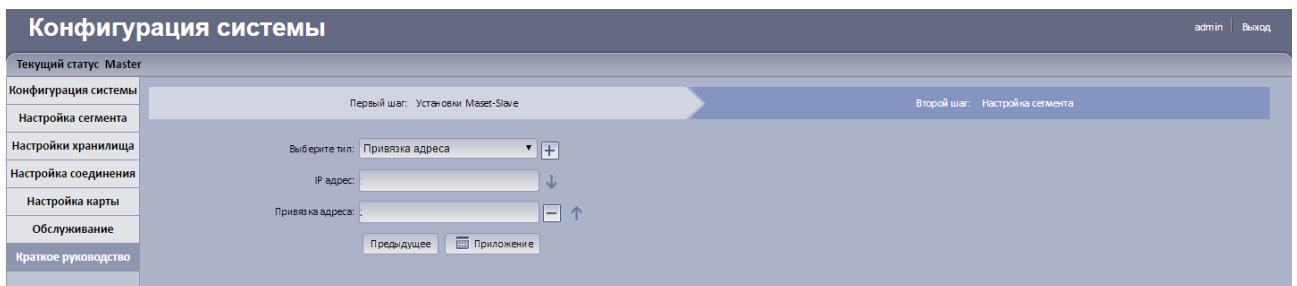 Конфигурация системы
admin Выход
Текущий статус Master
Конфигурация системы
Настройка сегмента
Настройки хранилища
Настройка соединения
Настройка карты
Обслуживание
Краткое руководство
Первый шаг: Установки Maset-Slave
Второй шаг: Настройка сегмента
Выберите тип: Привязка адреса
IP адрес:
Привязка адреса:
Предыдущее Приложение